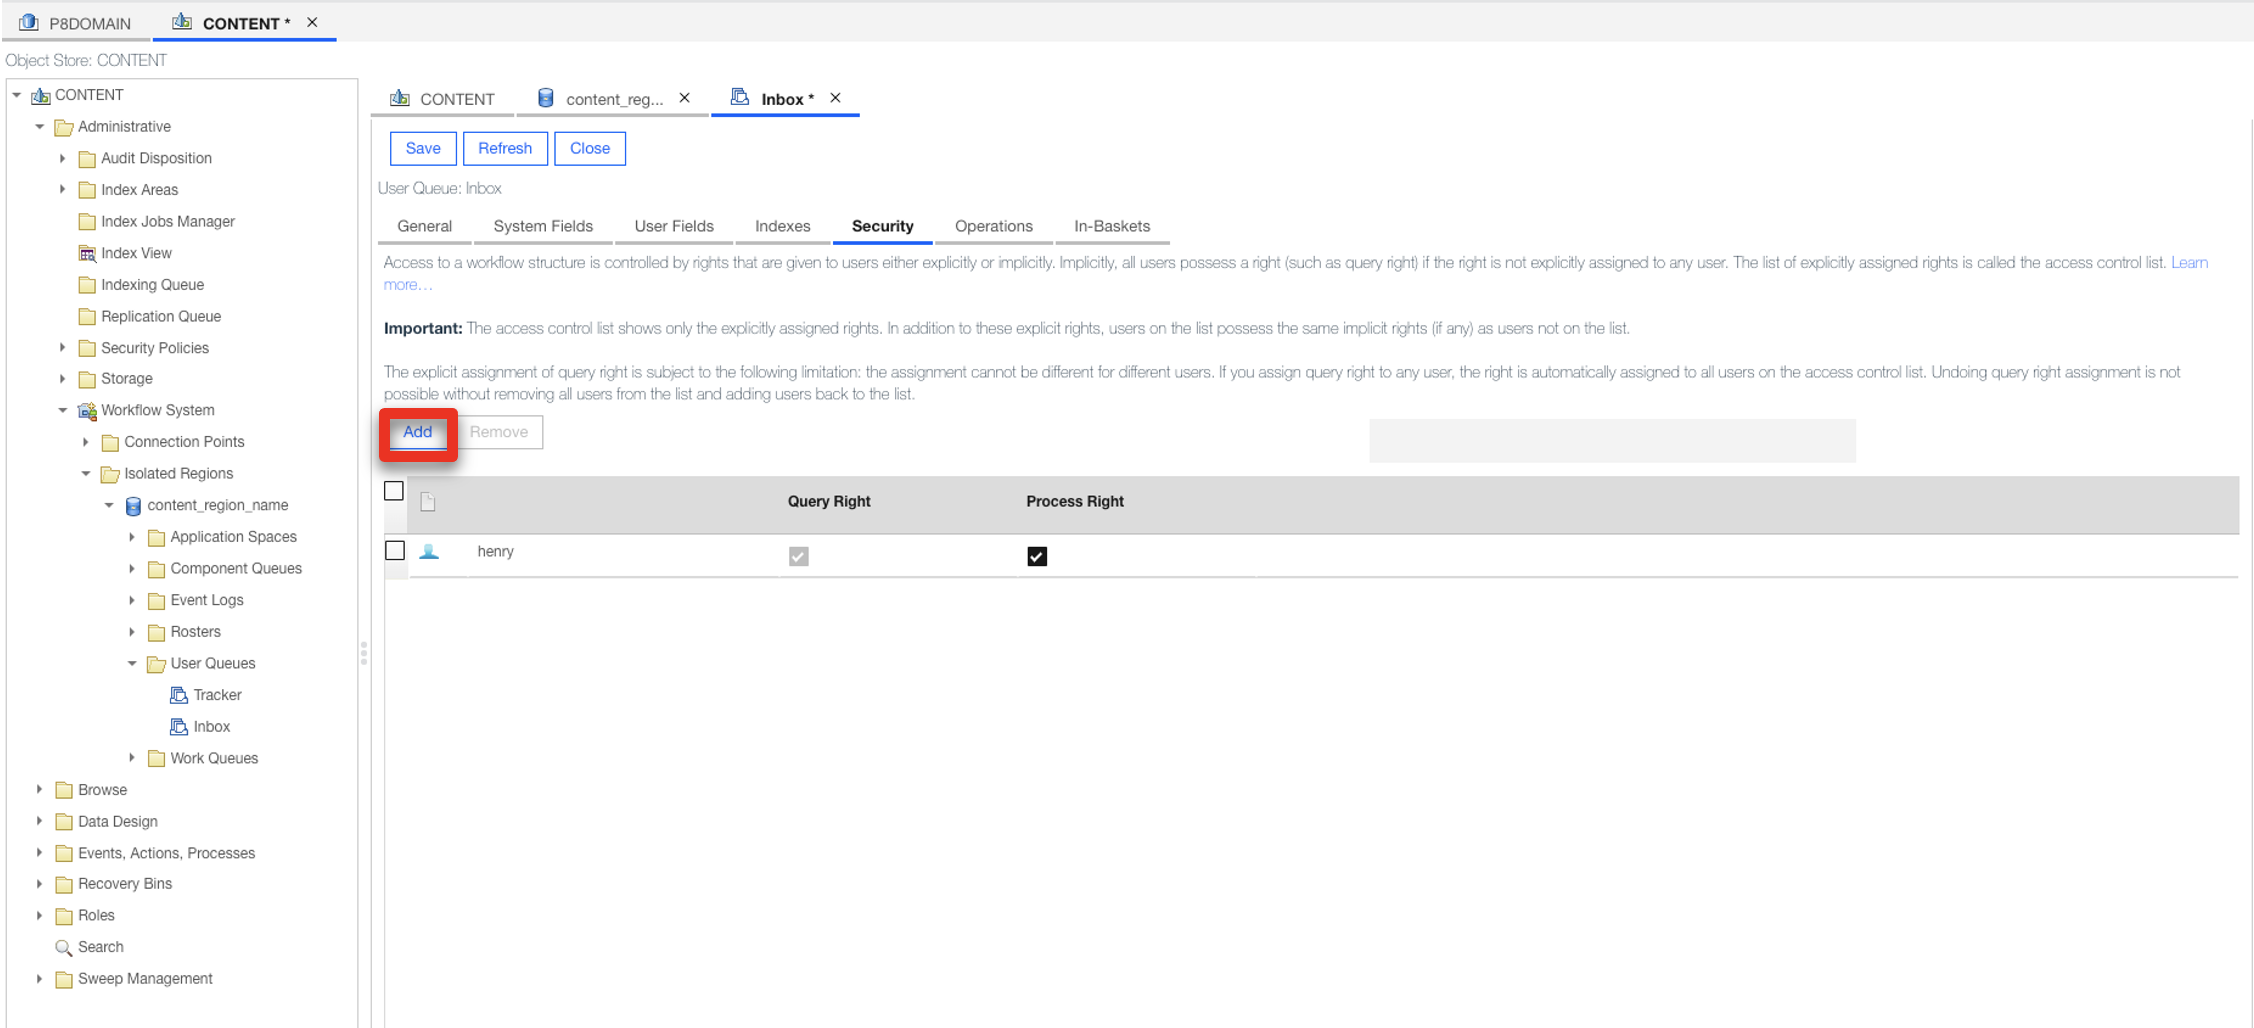 P8DOMAIN
CONTENT *
Object Store: CONTENT
CONTENT
Administrative
Audit Disposition
Index Areas
Index Jobs Manager
Index View
Indexing Queue
Replication Queue
Security Policies
Storage
Workflow System
Connection Points
Isolated Regions
content_region_name
Application Spaces
Component Queues
Event Logs
Rosters
User Queues
Tracker
Inbox
Work Queues
Browse
Data Design
Events, Actions, Processes
Recovery Bins
Roles
Search
Sweep Management
CONTENT
content_reg...
Inbox *
Save
Refresh
Close
User Queue: Inbox
General
System Fields
User Fields
Indexes
Security
Operations
In-Baskets
Access to a workflow structure is controlled by rights that are given to users either explicitly or implicitly. Implicitly, all users possess a right (such as query right) if the right is not explicitly assigned to any user. The list of explicitly assigned rights is called the access control list. Learn
more...
Important: The access control list shows only the explicitly assigned rights. In addition to these explicit rights, users on the list possess the same implicit rights (if any) as users not on the list.
The explicit assignment of query right is subject to the following limitation: the assignment cannot be different for different users. If you assign query right to any user, the right is automatically assigned to all users on the access control list. Undoing query right assignment is not
possible without removing all users from the list and adding users back to the list.
Add
Remove
Query Right
Process Right
henry